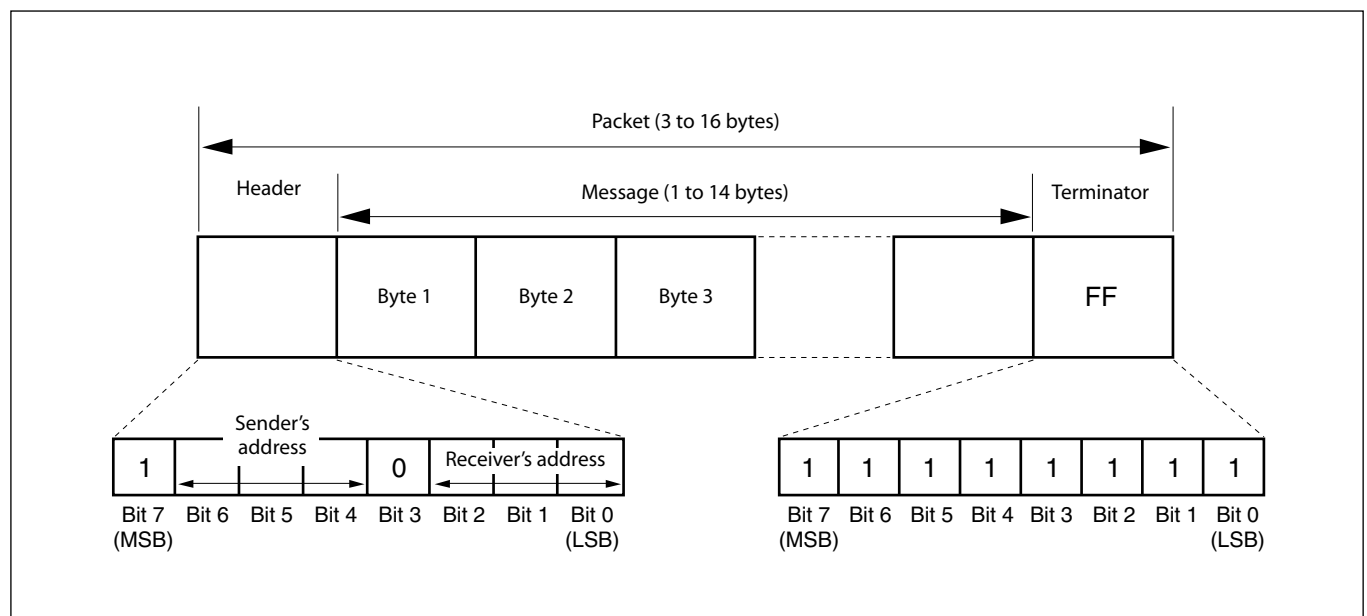 Packet (3 to 16 bytes)
Header
Message (1 to 14 bytes)
Terminator
Byte 1
Byte 2
Byte 3
FF
Sender’s
address
1
0
Receiver’s address
Bit 7
(MSB)
Bit 6
Bit 5
Bit 4
Bit 3
Bit 2
Bit 1
Bit 0
(LSB)
1 1 1 1 1 1 1 1
Bit 7
(MSB)
Bit 6
Bit 5
Bit 4
Bit 3
Bit 2
Bit 1
Bit 0
(LSB)